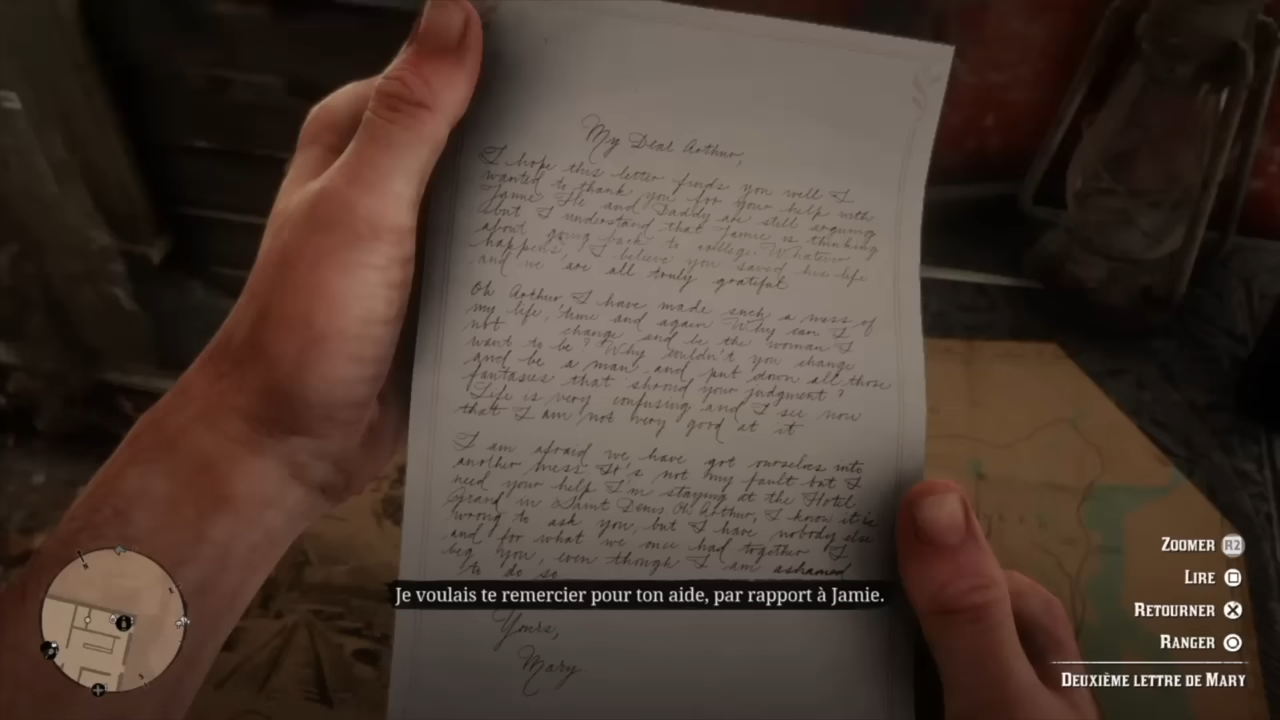 My Dear Arthur,
I hope this letter finds you well I
wanted to thank you for your help with
Jamie He and Daddy are still arguing
but I understand that Jamie is thinking
about going back to college Whatever
happens, I believe you saved his life
and we are all truly grateful
Oh Arthur I have made such a mess of
my life, time and again Why can I
not change and be the woman I
want to be? Why couldn't you change
and be a man and put down all those
fantasies that shroud your judgment?
Life is very confusing and I see now
that I am not very good at it
I am afraid we have got ourselves into
another mess It's not my fault but I
need your help I'm staying at the Hotel
Grand in Saint Denis Oh Arthur, I know it is
wrong to ask you, but I have nobody else
and for what we once had together I
beg you, even though I am ashamed
to do so
Je voulais te remercier pour ton aide, par rapport à Jamie.
Yours,
Mary
ZOOMER R2
LIRE
RETOURNER
RANGER
DEUXIÈME LETTRE DE MARY